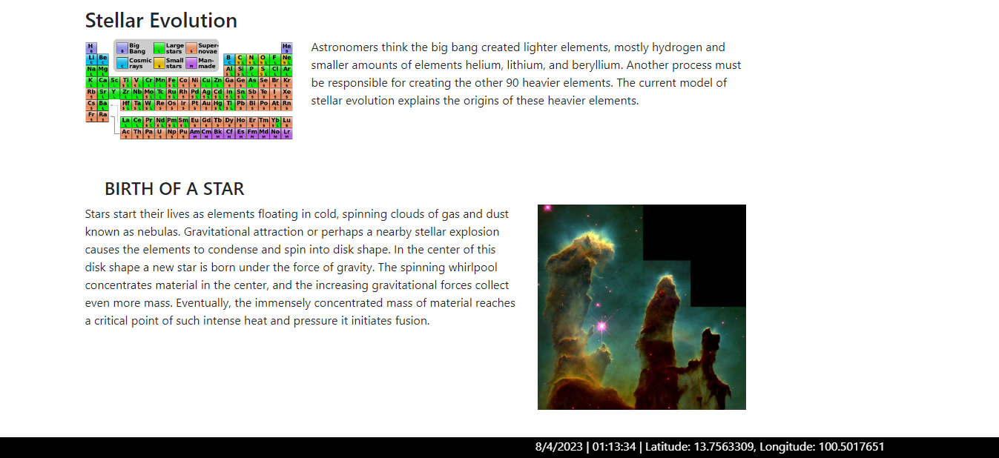 Stellar Evolution
H He
Big Bang Large stars Super-novae
Cosmic rays Small stars Man-made
Li Be B C N O F Ne
Na Mg Al Si P S Cl Ar
K Ca Sc Ti V Cr Mn Fe Co Ni Cu Zn Ga Ge As Se Br Kr
Rb Sr Y Zr Nb Mo Tc Ru Rh Pd Ag Cd In Sn Sb Te I Xe
Cs Ba Hf Ta W Re Os Ir Pt Au Hg Tl Pb Bi Po At Rn
Fr Ra
La Ce Pr Nd Pm Sm Eu Gd Tb Dy Ho Er Tm Yb Lu
Ac Th Pa U Np Pu Am Cm Bk Cf Es Fm Md No Lr
Astronomers think the big bang created lighter elements, mostly hydrogen and
smaller amounts of elements helium, lithium, and beryllium. Another process must
be responsible for creating the other 90 heavier elements. The current model of
stellar evolution explains the origins of these heavier elements.
BIRTH OF A STAR
Stars start their lives as elements floating in cold, spinning clouds of gas and dust
known as nebulas. Gravitational attraction or perhaps a nearby stellar explosion
causes the elements to condense and spin into disk shape. In the center of this
disk shape a new star is born under the force of gravity. The spinning whirlpool
concentrates material in the center, and the increasing gravitational forces collect
even more mass. Eventually, the immensely concentrated mass of material reaches
a critical point of such intense heat and pressure it initiates fusion.
8/4/2023 | 01:13:34 | Latitude: 13.7563309, Longitude: 100.5017651